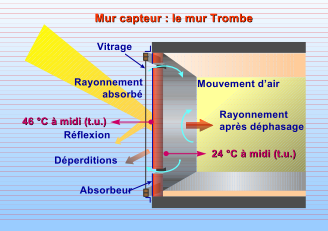 Mur capteur : le mur Trombe
Vitrage
Rayonnement
absorbé
Mouvement d'air
46 °C à midi (t.u.)
Rayonnement
après déphasage
Réflexion
24 °C à midi (t.u.)
Déperditions
Absorbeur